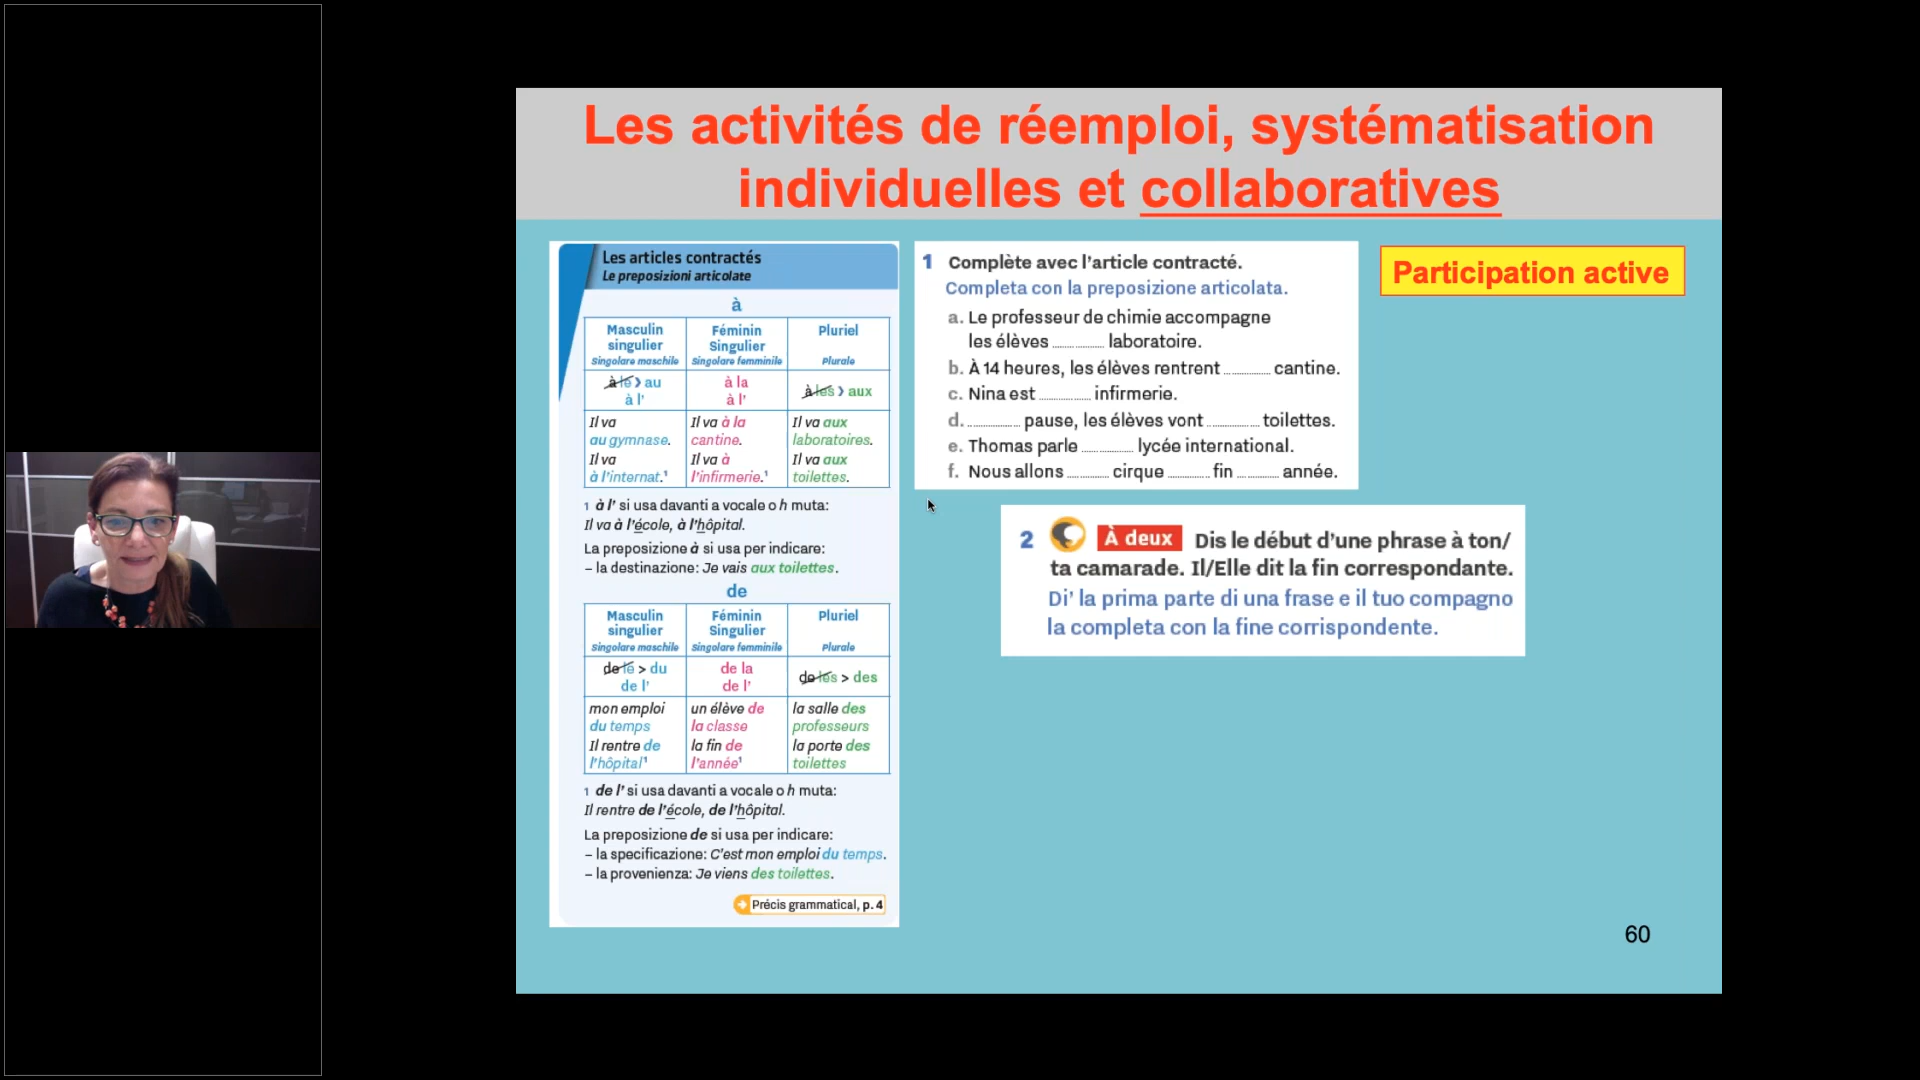 Les activités de réemploi, systématisation
individuelles et collaboratives
Les articles contractés
Le preposizioni articolate
à
Masculin singulier Féminin Singulier Pluriel
Singolare maschile Singolare femminile Plurale
à le > au à la à les > aux
à l' à l'
Il va au gymnase. Il va à la cantine. Il va aux laboratoires.
Il va à l'internat.¹ Il va à l'infirmerie.¹ Il va aux toilettes.
1 à l' si usa davanti a vocale o h muta:
Il va à l'école, à l'hôpital.
La preposizione à si usa per indicare:
– la destinazione: Je vais aux toilettes.
de
Masculin singulier Féminin Singulier Pluriel
Singolare maschile Singolare femminile Plurale
de le > du de la de les > des
de l' de l'
mon emploi du temps un élève de la classe la salle des professeurs
Il rentre de l'hôpital¹ la fin de l'année¹ la porte des toilettes
1 de l' si usa davanti a vocale o h muta:
Il rentre de l'école, de l'hôpital.
La preposizione de si usa per indicare:
– la specificazione: C'est mon emploi du temps.
– la provenienza: Je viens des toilettes.
Précis grammatical, p. 4
1 Complète avec l'article contracté.
Completa con la preposizione articolata.
a. Le professeur de chimie accompagne
les élèves ............... laboratoire.
b. À 14 heures, les élèves rentrent ............... cantine.
c. Nina est ............... infirmerie.
d. ............... pause, les élèves vont ............... toilettes.
e. Thomas parle ............... lycée international.
f. Nous allons ............ cirque ............ fin ............ année.
Participation active
2 À deux Dis le début d'une phrase à ton/
ta camarade. Il/Elle dit la fin correspondante.
Di' la prima parte di una frase e il tuo compagno
la completa con la fine corrispondente.
60